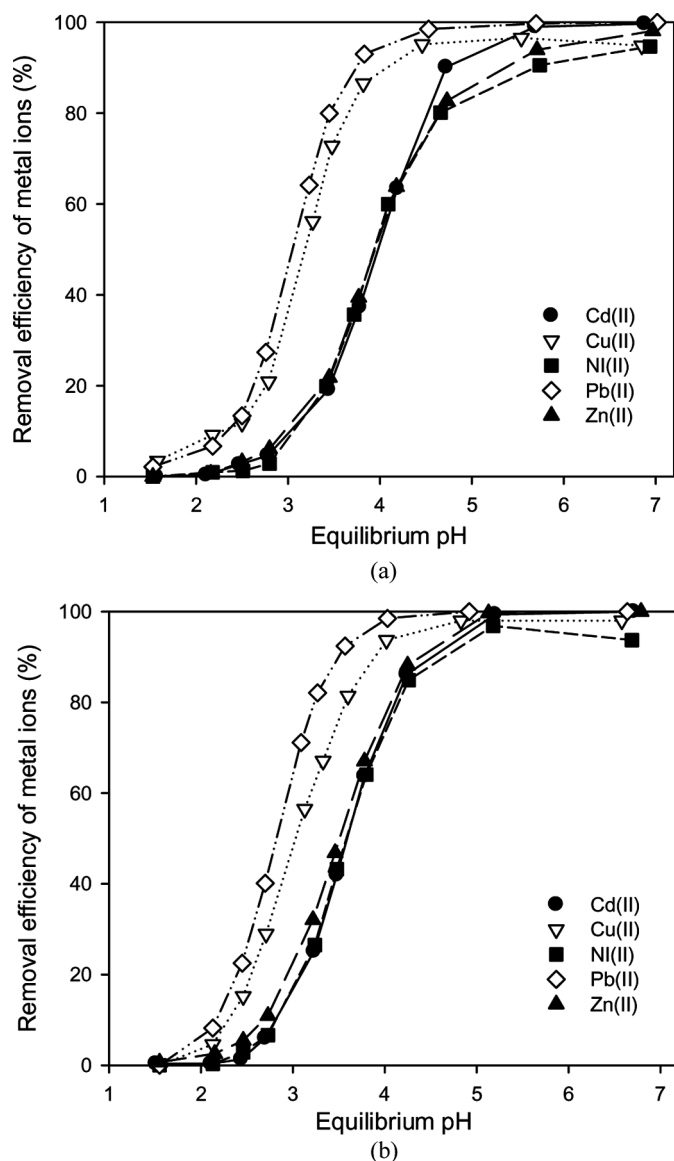 Removal efficiency of metal ions (%)
100
80
60
40
20
0
Cd(II)
Cu(II)
NI(II)
Pb(II)
Zn(II)
1 2 3 4 5 6 7
Equilibrium pH
(a)
Removal efficiency of metal ions (%)
100
80
60
40
20
0
Cd(II)
Cu(II)
NI(II)
Pb(II)
Zn(II)
1 2 3 4 5 6 7
Equilibrium pH
(b)